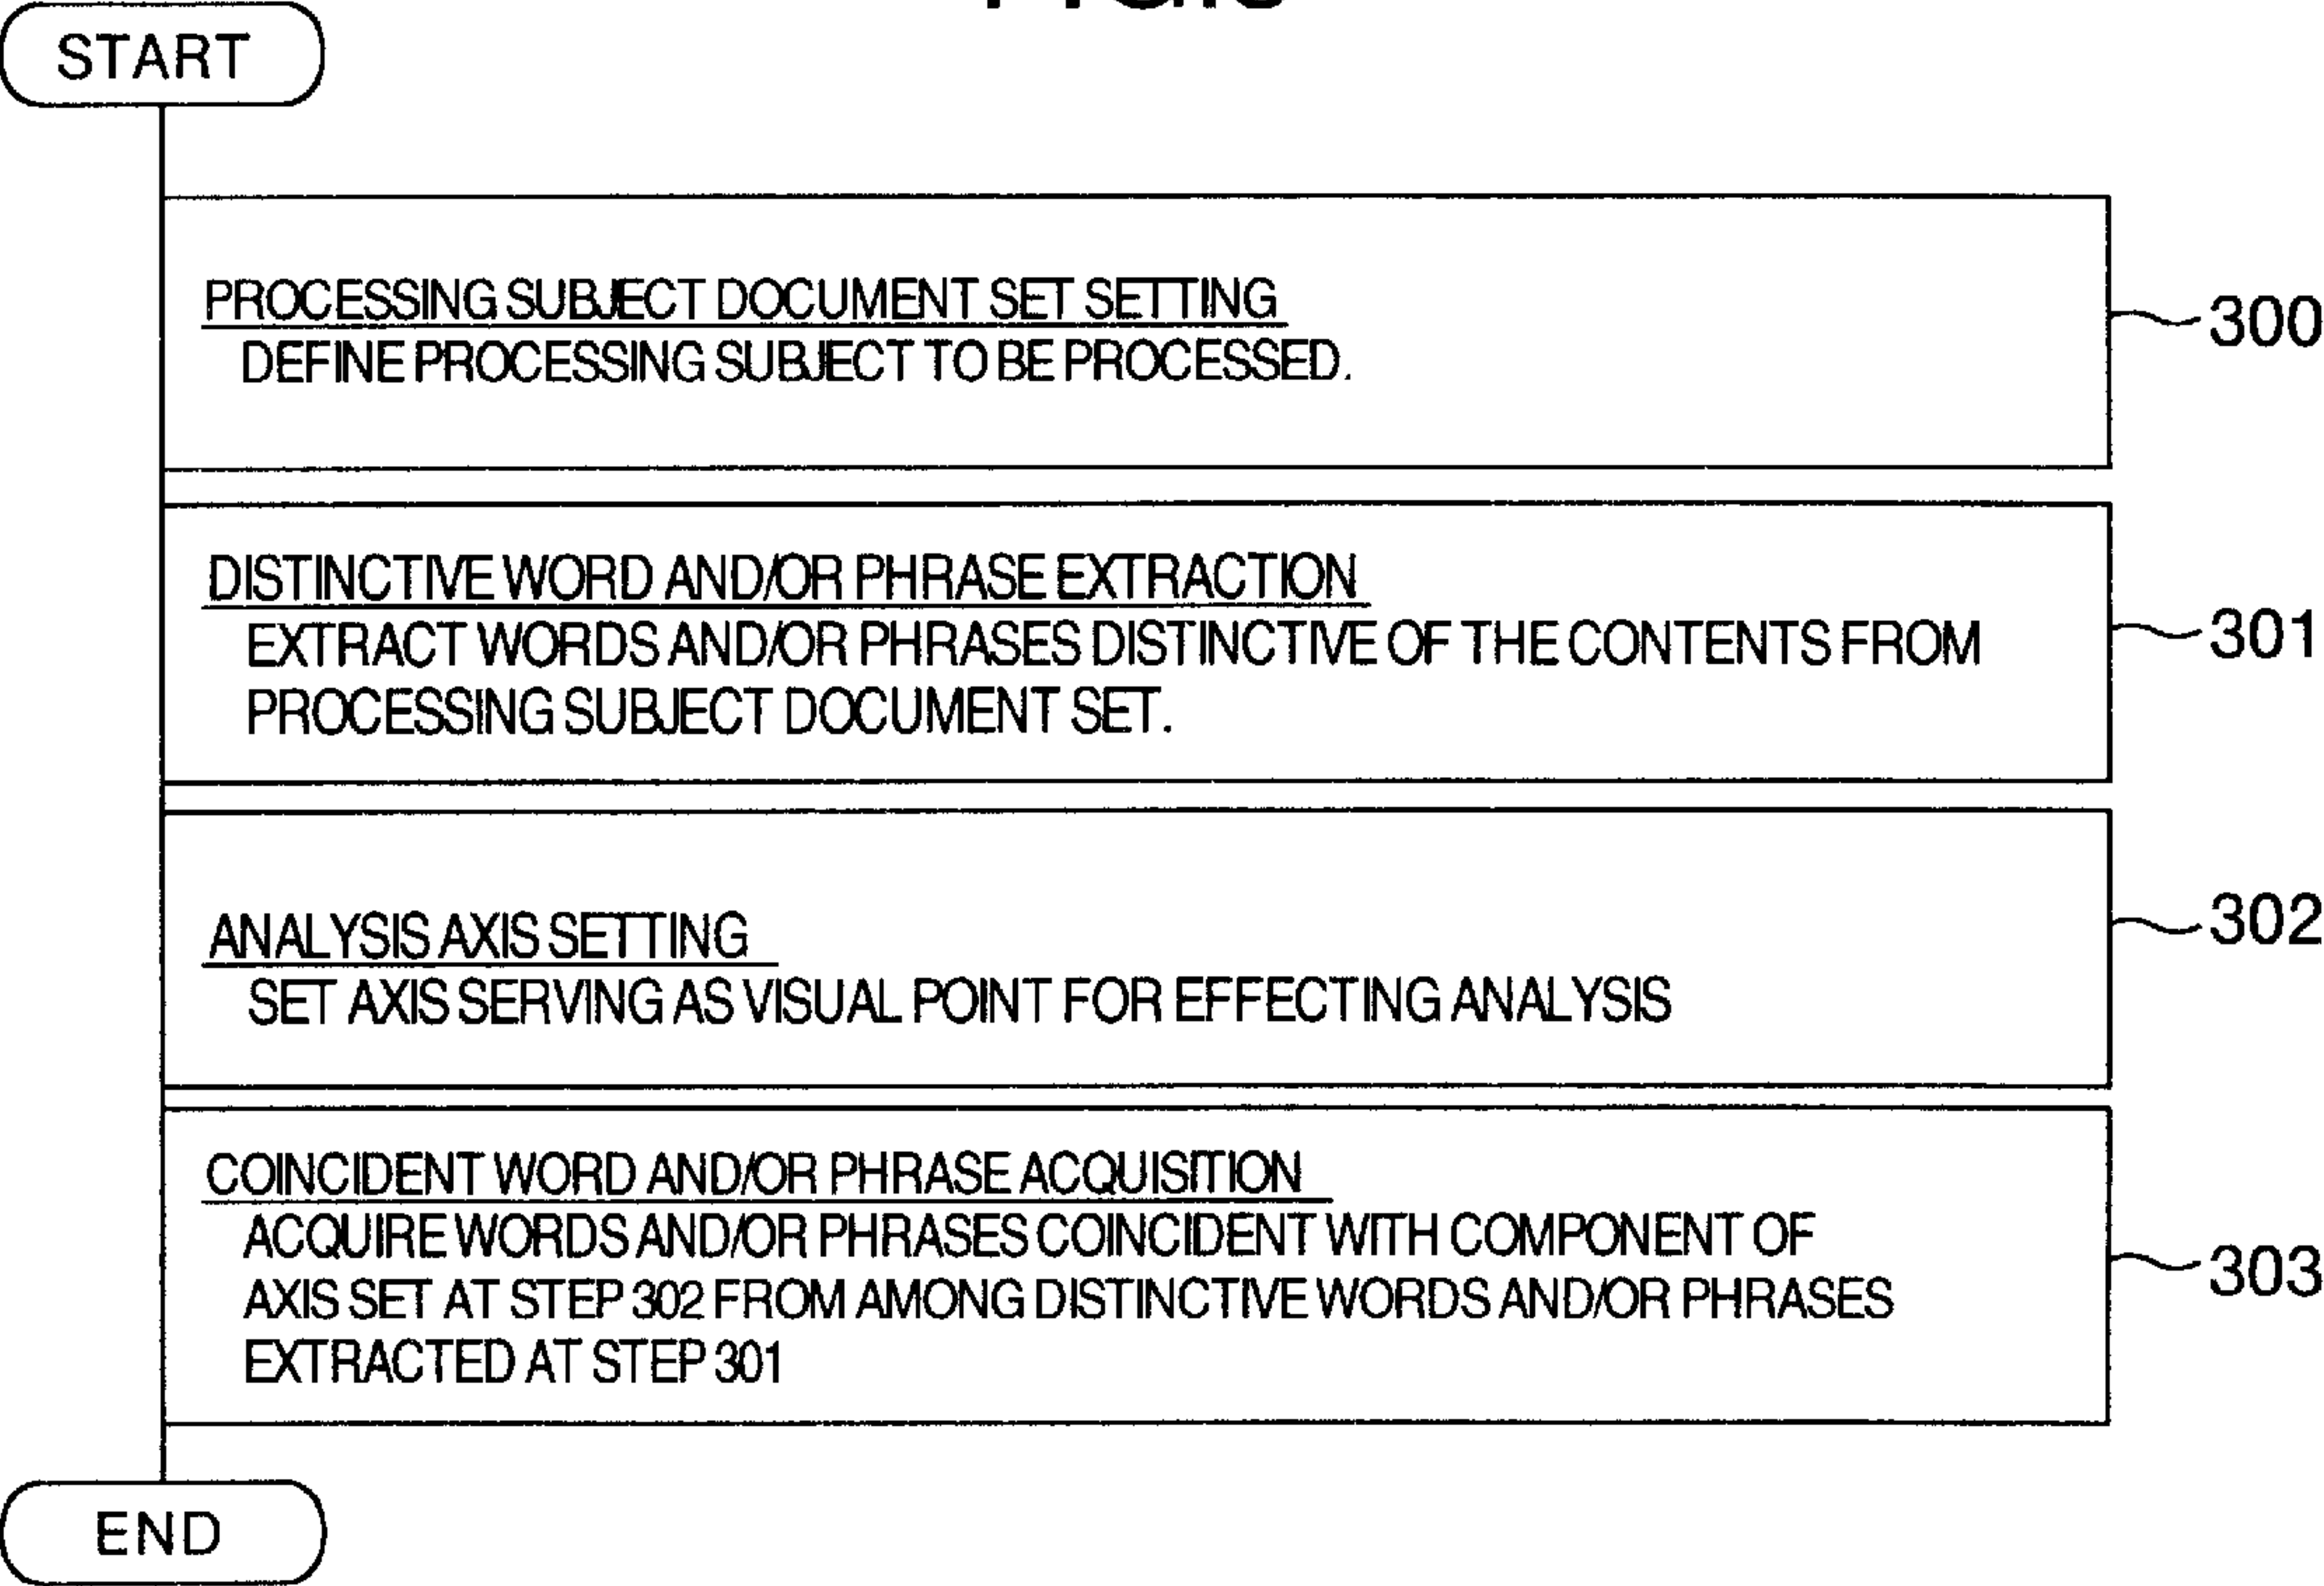 START
PROCESSING SUBJECT DOCUMENT SET SETTING
DEFINE PROCESSING SUBJECT TO BE PROCESSED.
300
DISTINCTIVE WORD AND/OR PHRASE EXTRACTION
EXTRACT WORDS AND/OR PHRASES DISTINCTIVE OF THE CONTENTS FROM
PROCESSING SUBJECT DOCUMENT SET.
301
ANALYSIS AXIS SETTING
SET AXIS SERVING AS VISUAL POINT FOR EFFECTING ANALYSIS
302
COINCIDENT WORD AND/OR PHRASE ACQUISITION
ACQUIRE WORDS AND/OR PHRASES COINCIDENT WITH COMPONENT OF
AXIS SET AT STEP 302 FROM AMONG DISTINCTIVE WORDS AND/OR PHRASES
EXTRACTED AT STEP 301
303
END